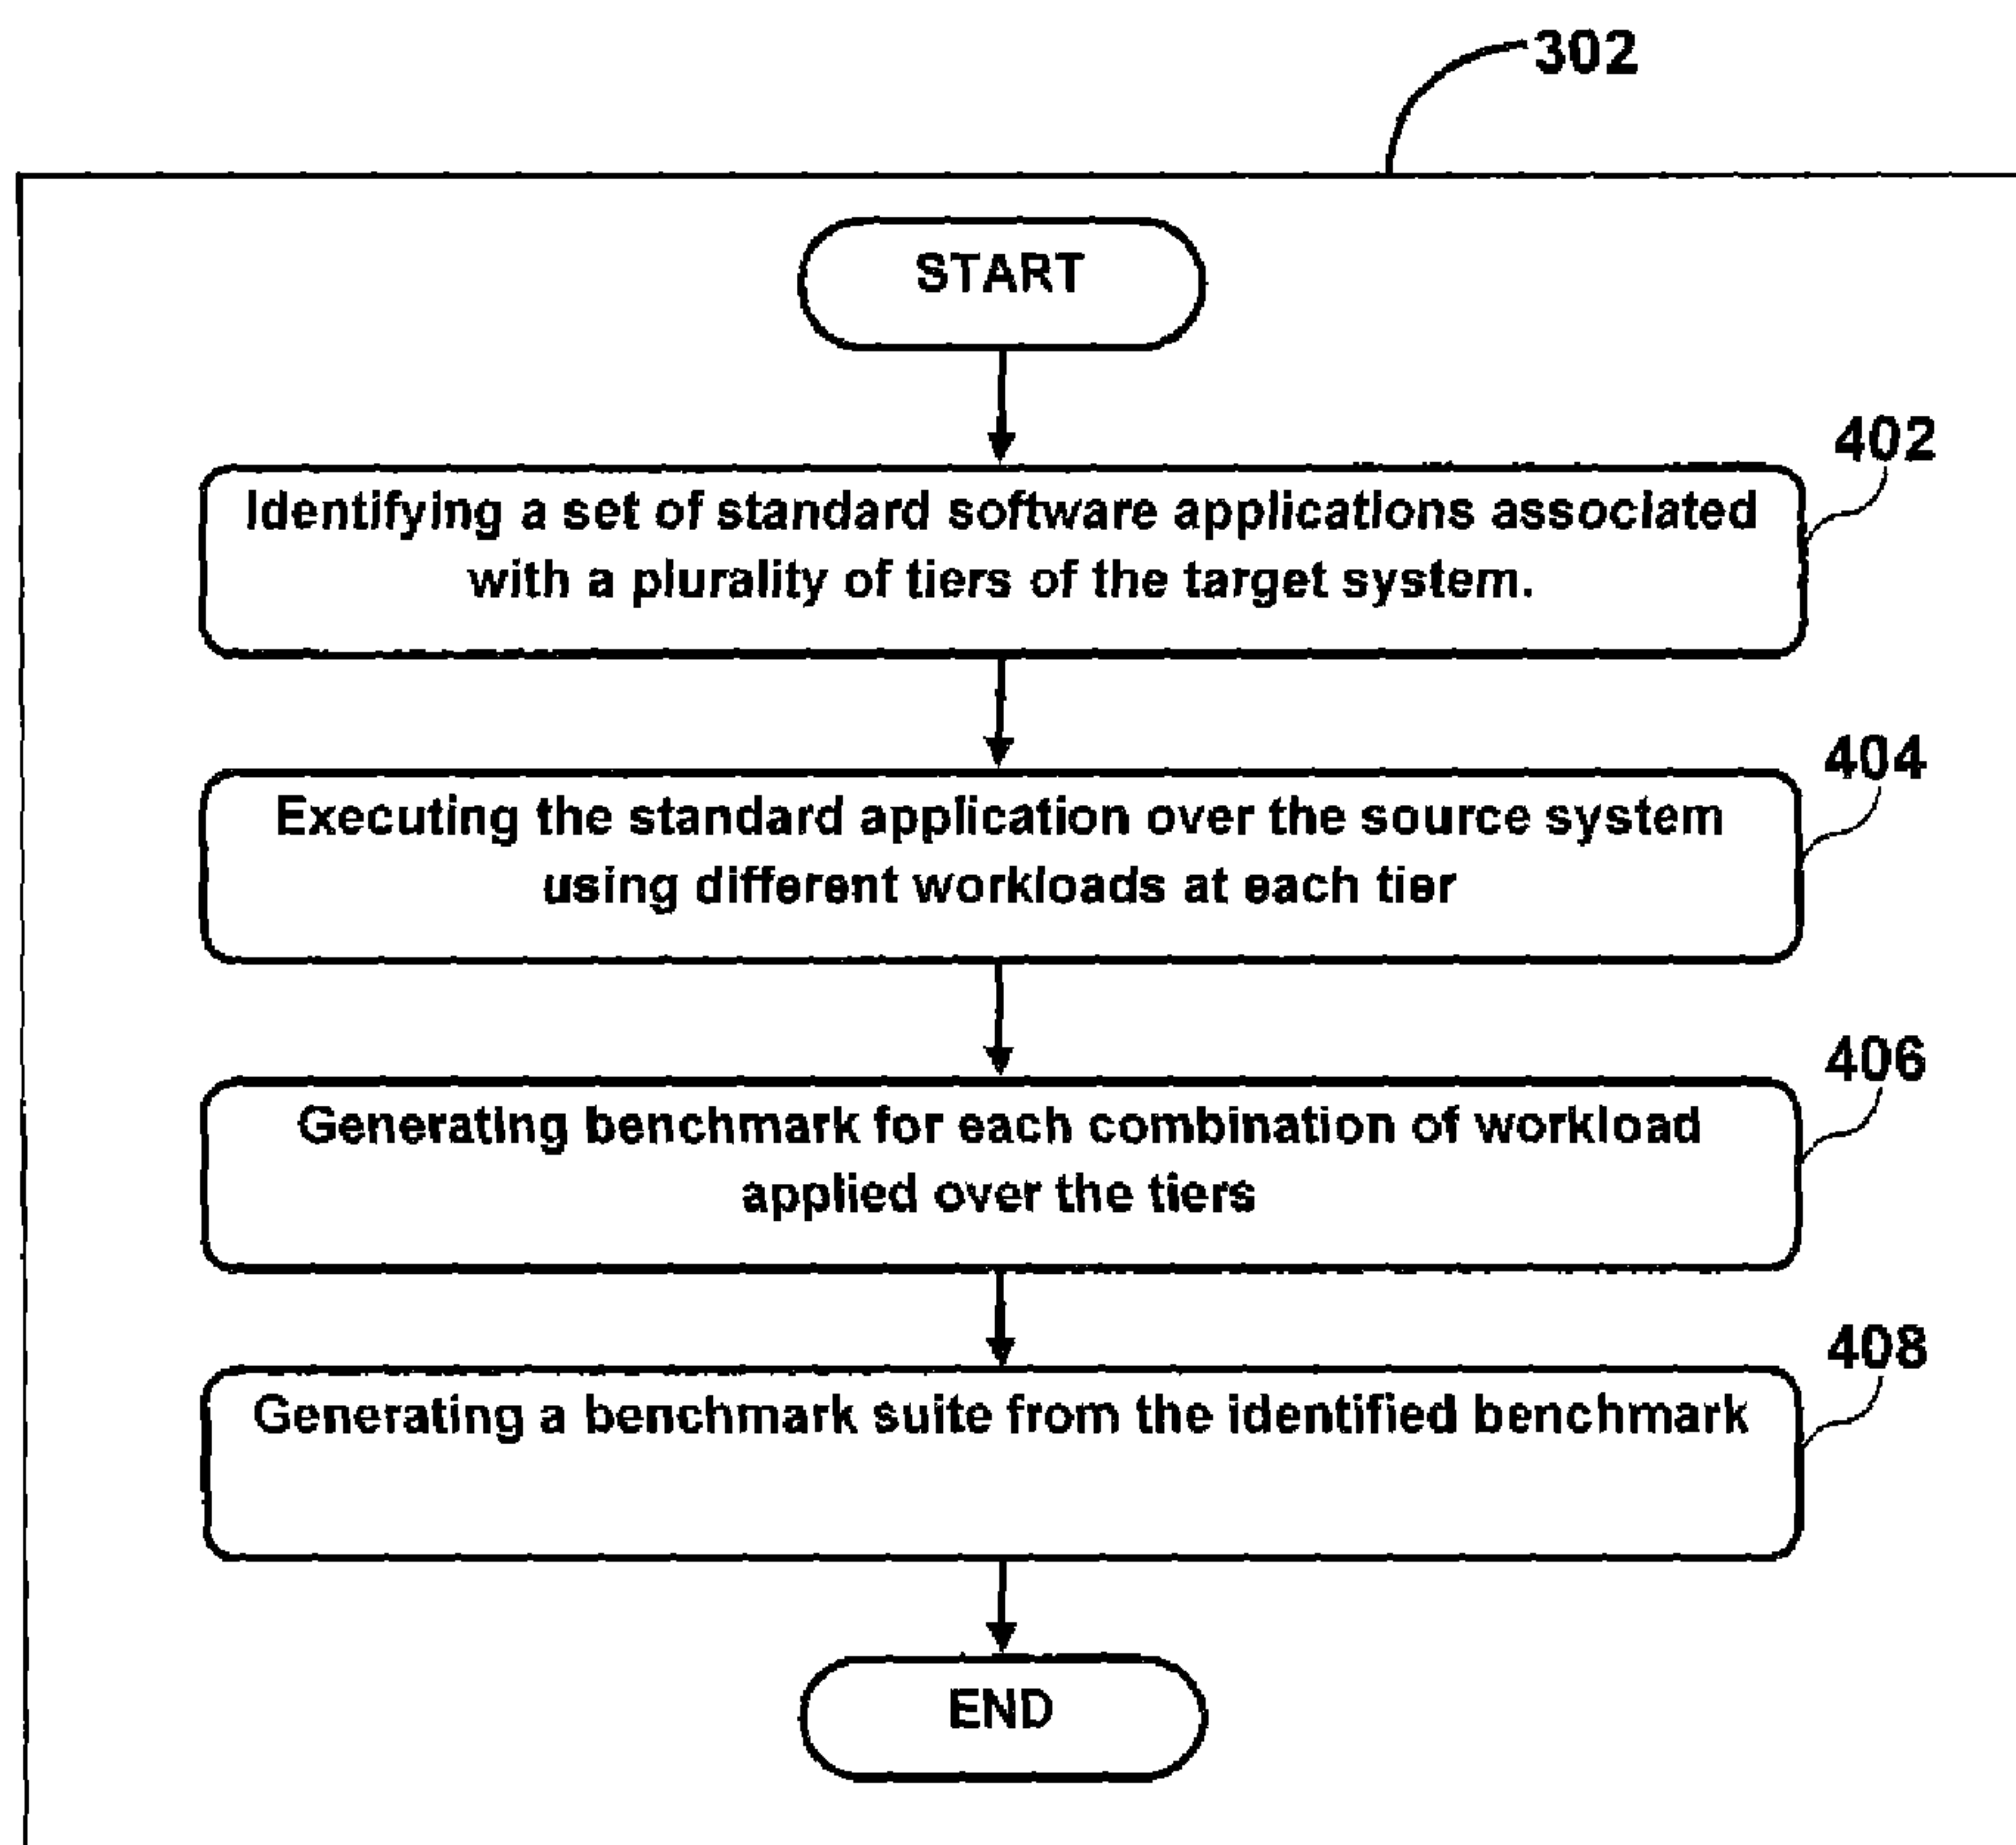 302
START
402
Identifying a set of standard software applications associated
with a plurality of tiers of the target system.
404
Executing the standard application over the source system
using different workloads at each tier
406
Generating benchmark for each combination of workload
applied over the tiers
408
Generating a benchmark suite from the identified benchmark
END